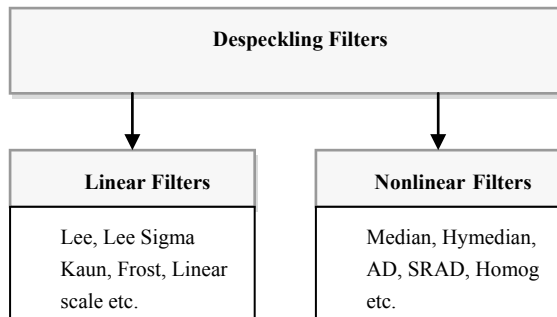 Despeckling Filters
Linear Filters
Lee, Lee Sigma
Kaun, Frost, Linear
scale etc.
Nonlinear Filters
Median, Hymedian,
AD, SRAD, Homog
etc.